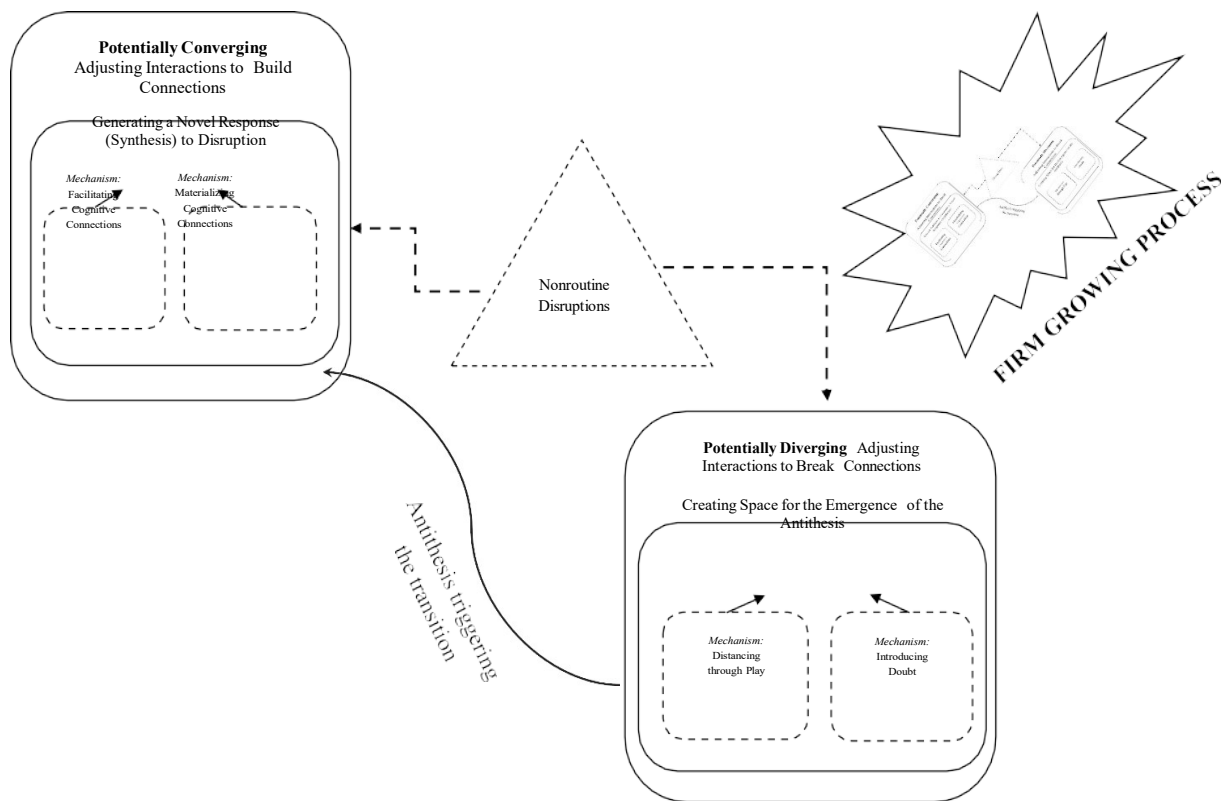 Potentially Converging
Adjusting Interactions to Build
Connections
Generating a Novel Response
(Synthesis) to Disruption
Mechanism:
Facilitating
Cognitive
Connections
Mechanism:
Materializing
Cognitive
Connections
Nonroutine
Disruptions
FIRM GROWING PROCESS
Antithesis triggering
the transition
Potentially Diverging Adjusting
Interactions to Break Connections
Creating Space for the Emergence of the
Antithesis
Mechanism:
Distancing
through Play
Mechanism:
Introducing
Doubt